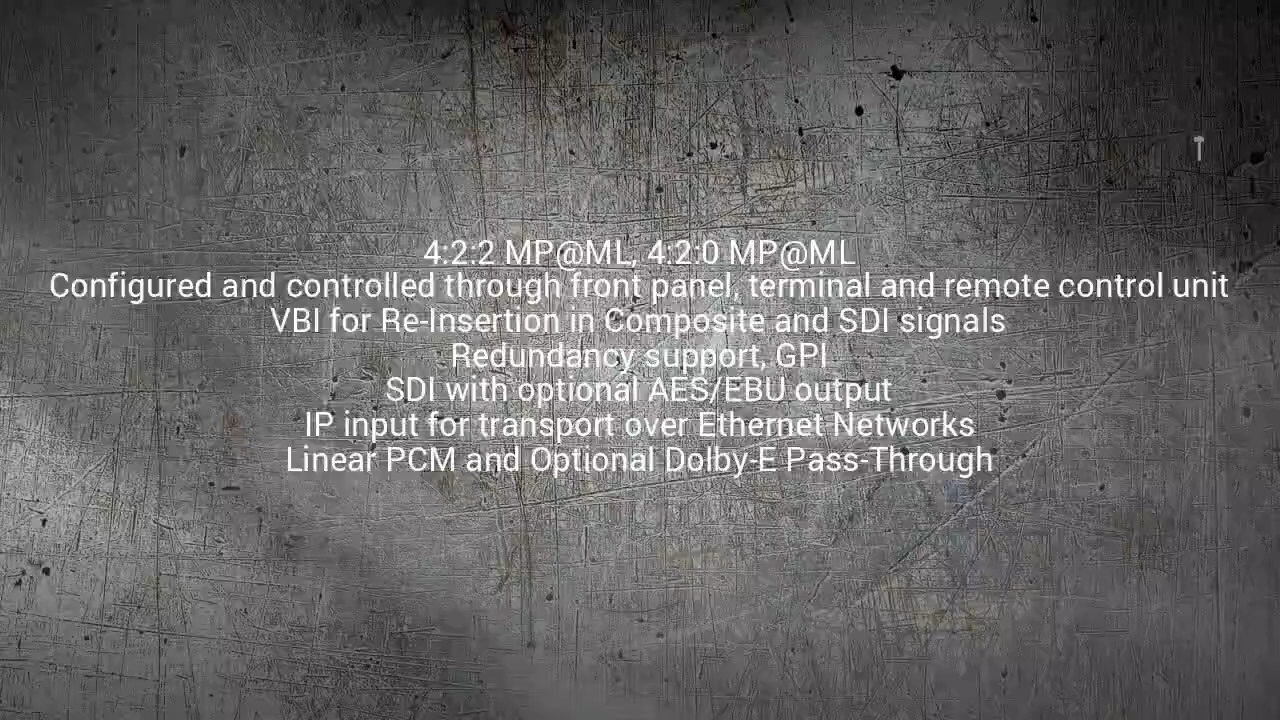 4:2:2 MP@ML, 4:2:0 MP@ML
Configured and controlled through front panel, terminal and remote control unit
VBI for Re-Insertion in Composite and SDI signals
Redundancy support, GPI
SDI with optional AES/EBU output
IP input for transport over Ethernet Networks
Linear PCM and Optional Dolby-E Pass-Through